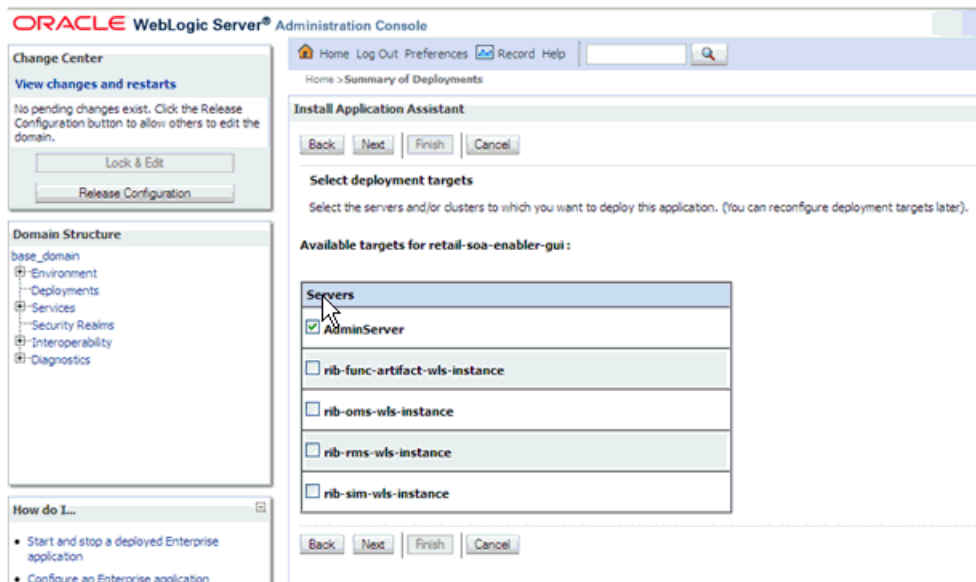 ORACLE WebLogic Server® Administration Console
Change Center
View changes and restarts
No pending changes exist. Click the Release
Configuration button to allow others to edit the
domain.
Lock & Edit
Release Configuration
Domain Structure
base_domain
Environment
Deployments
Services
Security Realms
Interoperability
Diagnostics
How do I...
Start and stop a deployed Enterprise
application
Configure an Enterprise application
Home Log Out Preferences Record Help
Home >Summary of Deployments
Install Application Assistant
Back Next Finish Cancel
Select deployment targets
Select the servers and/or clusters to which you want to deploy this application. (You can reconfigure deployment targets later).
Available targets for retail-soa-enabler-gui :
Servers
AdminServer
rib-func-artifact-wls-instance
rib-oms-wls-instance
rib-rms-wls-instance
rib-sim-wls-instance
Back Next Finish Cancel